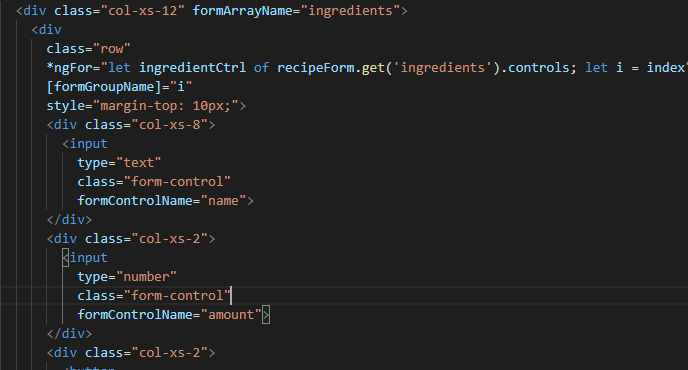 <div class="col-xs-12" formArrayName="ingredients">
<div
class="row"
*ngFor="let ingredientCtrl of recipeForm.get('ingredients').controls; let i = index"
[formGroupName]="i"
style="margin-top: 10px;">
<div class="col-xs-8">
<input
type="text"
class="form-control"
formControlName="name">
</div>
<div class="col-xs-2">
<input
type="number"
class="form-control"
formControlName="amount">
</div>
<div class="col-xs-2">
<button